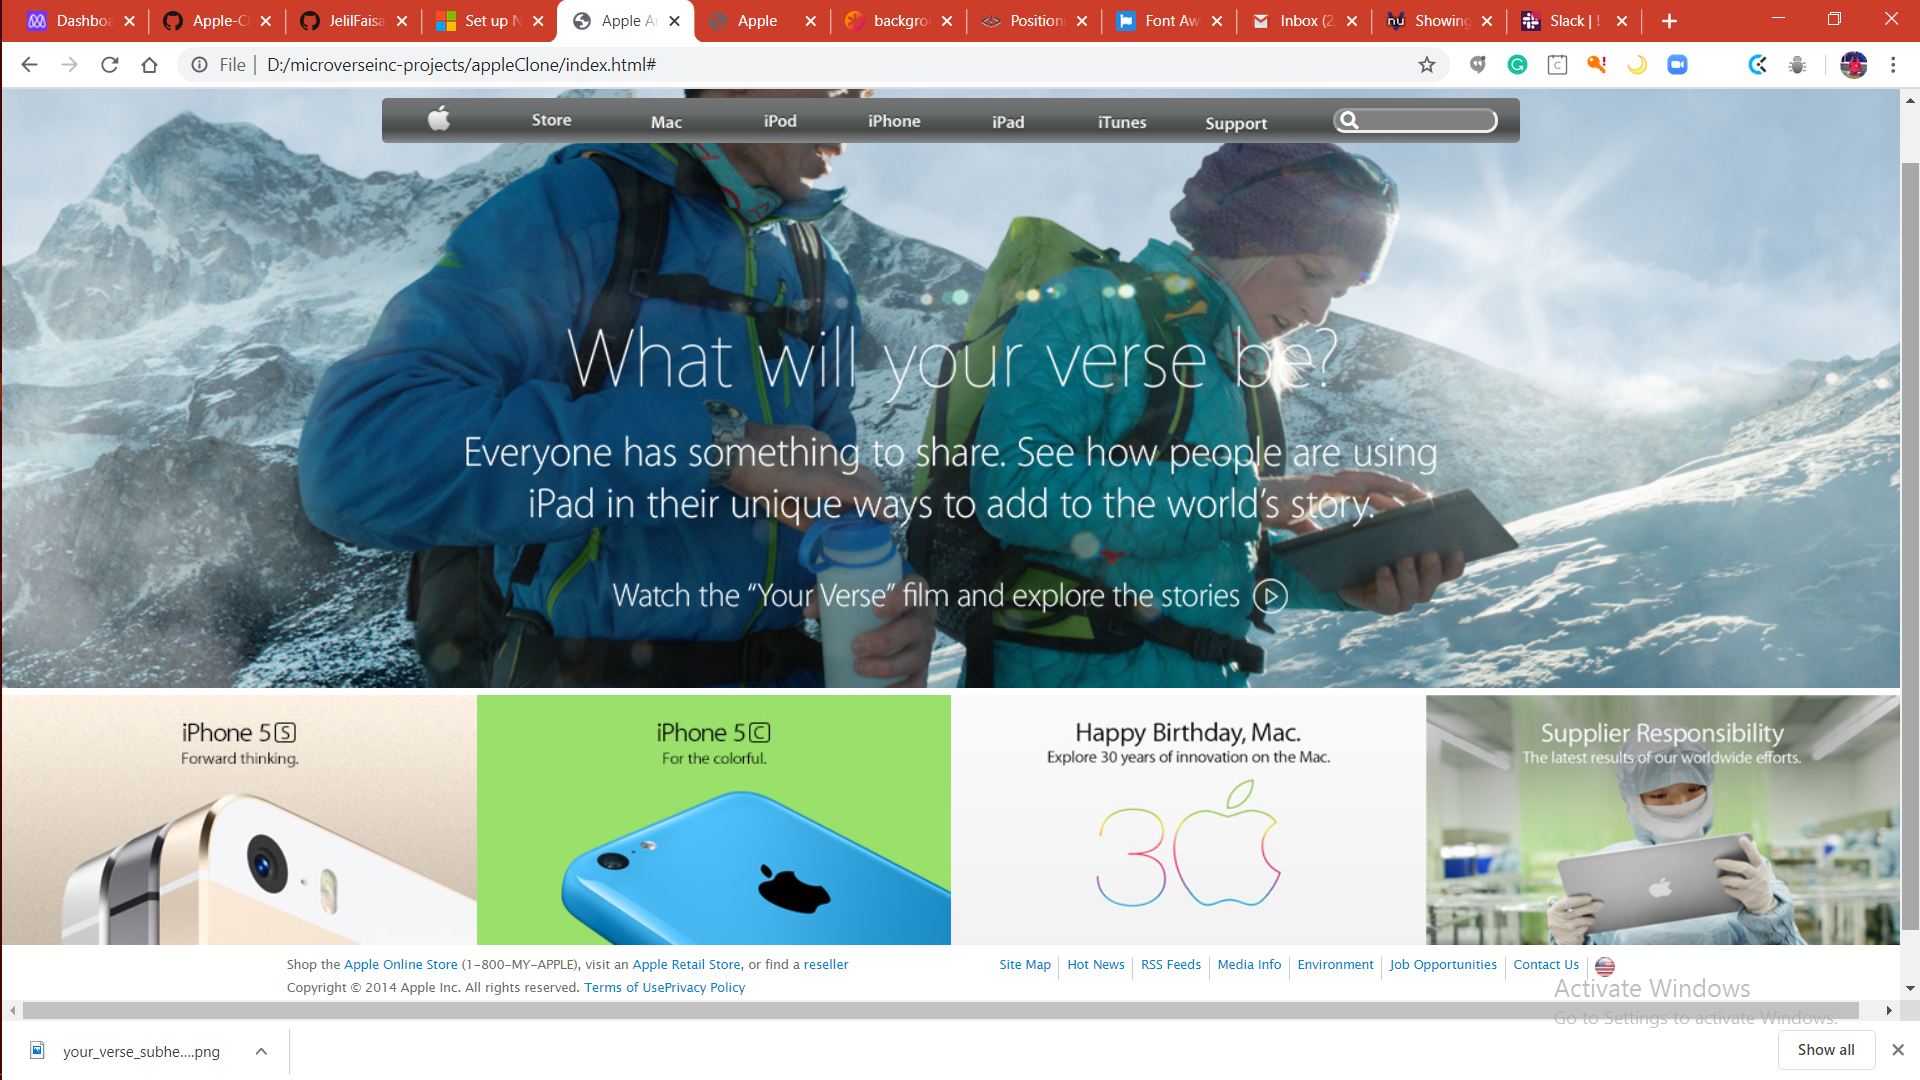 Dashboa
Apple-Cl
JelilFaisa
Set up N
Apple A
Apple
backgrou
Position
Font Aw
Inbox (2
Showing
Slack | !
File
D:/microverseinc-projects/appleClone/index.html#
Store
Mac
iPod
iPhone
iPad
iTunes
Support
What will your verse be?
Everyone has something to share. See how people are using
iPad in their unique ways to add to the world's story.
Watch the “Your Verse” film and explore the stories
iPhone 5 S
Forward thinking.
iPhone 5 C
For the colorful.
Happy Birthday, Mac.
Explore 30 years of innovation on the Mac.
30
Supplier Responsibility
The latest results of our worldwide efforts.
Shop the Apple Online Store (1-800-MY-APPLE), visit an Apple Retail Store, or find a reseller
Site Map
Hot News
RSS Feeds
Media Info
Environment
Job Opportunities
Contact Us
Copyright © 2014 Apple Inc. All rights reserved. Terms of UsePrivacy Policy
Activate Windows
Go to Settings to activate Windows.
your_verse_subhe....png
Show all